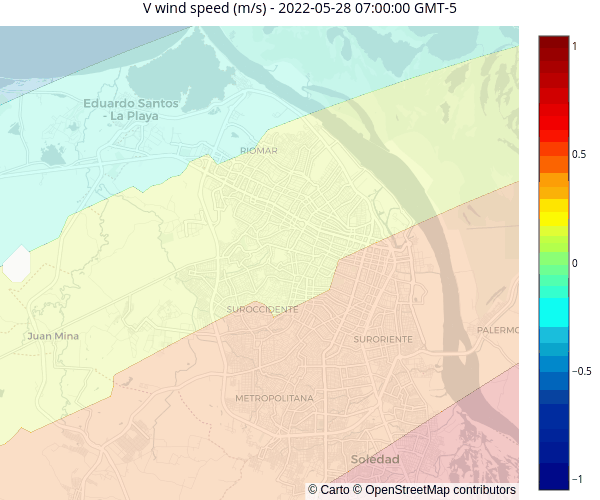 V wind speed (m/s) - 2022-05-28 07:00:00 GMT-5
1
Eduardo Santos
- La Playa
RIOMAR
0.5
0
SUROCCIDENTE
Juan Mina
SURORIENTE
PALERMO
−0.5
METROPOLITANA
Soledad
−1
© Carto © OpenStreetMap contributors